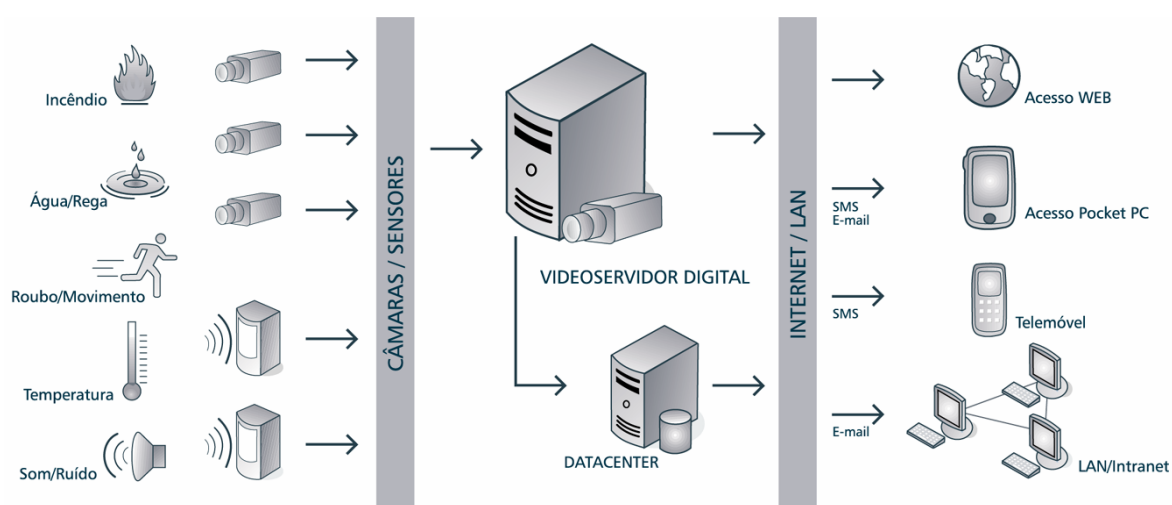 Incêndio
Água/Rega
Roubo/Movimento
Temperatura
Som/Ruído
CÂMARAS / SENSORES
VIDEOSERVIDOR DIGITAL
DATACENTER
INTERNET / LAN
Acesso WEB
SMS
E-mail
Acesso Pocket PC
SMS
Telemóvel
E-mail
LAN/Intranet